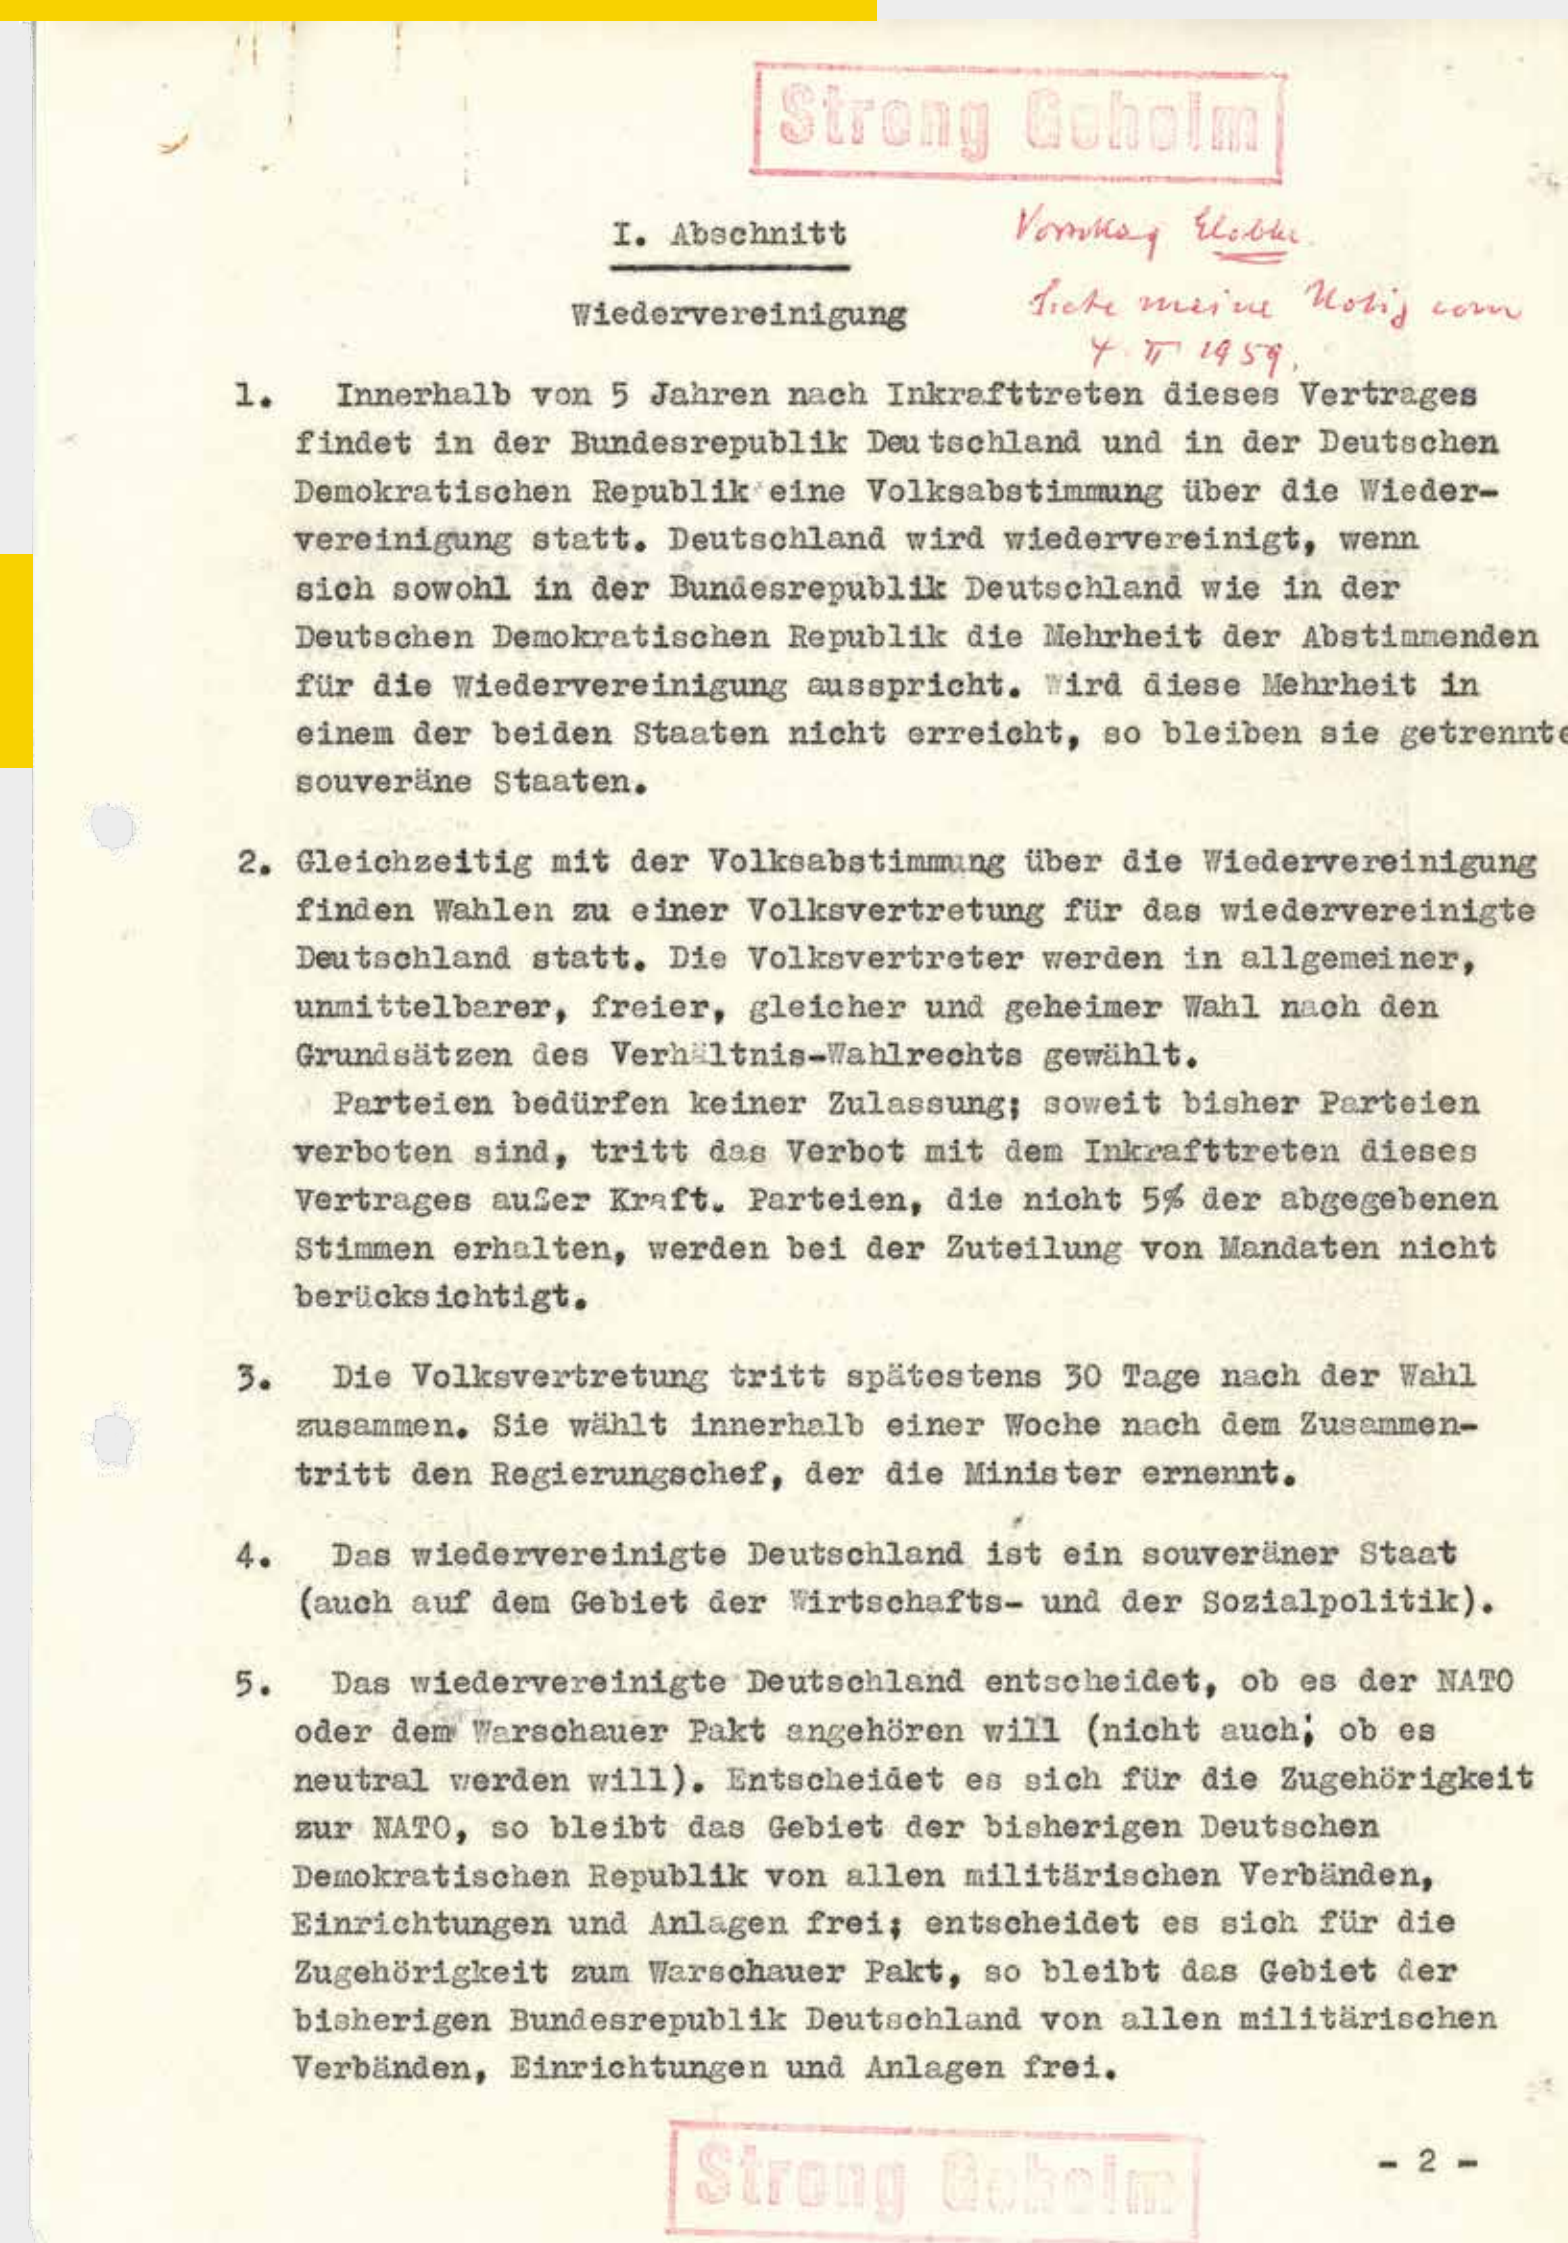 Streng Geheim
I. Abschnitt
Vorschlag Globke
Wiedervereinigung
Siehe meine Notiz vom
4 II 1959.
1. Innerhalb von 5 Jahren nach Inkrafttreten dieses Vertrages
findet in der Bundesrepublik Deutschland und in der Deutschen
Demokratischen Republik eine Volksabstimmung über die Wieder-
vereinigung statt. Deutschland wird wiedervereinigt, wenn
sich sowohl in der Bundesrepublik Deutschland wie in der
Deutschen Demokratischen Republik die Mehrheit der Abstimmenden
für die Wiedervereinigung ausspricht. Wird diese Mehrheit in
einem der beiden Staaten nicht erreicht, so bleiben sie getrennte
souveräne Staaten.
2. Gleichzeitig mit der Volksabstimmung über die Wiedervereinigung
finden Wahlen zu einer Volksvertretung für das wiedervereinigte
Deutschland statt. Die Volksvertreter werden in allgemeiner,
unmittelbarer, freier, gleicher und geheimer Wahl nach den
Grundsätzen des Verhältnis-Wahlrechts gewählt.
Parteien bedürfen keiner Zulassung; soweit bisher Parteien
verboten sind, tritt das Verbot mit dem Inkrafttreten dieses
Vertrages außer Kraft. Parteien, die nicht 5% der abgegebenen
Stimmen erhalten, werden bei der Zuteilung von Mandaten nicht
berücksichtigt.
3. Die Volksvertretung tritt spätestens 30 Tage nach der Wahl
zusammen. Sie wählt innerhalb einer Woche nach dem Zusammen-
tritt den Regierungschef, der die Minister ernennt.
4. Das wiedervereinigte Deutschland ist ein souveräner Staat
(auch auf dem Gebiet der Wirtschafts- und der Sozialpolitik).
5. Das wiedervereinigte Deutschland entscheidet, ob es der NATO
oder dem Warschauer Pakt angehören will (nicht auch; ob es
neutral werden will). Entscheidet es sich für die Zugehörigkeit
zur NATO, so bleibt das Gebiet der bisherigen Deutschen
Demokratischen Republik von allen militärischen Verbänden,
Einrichtungen und Anlagen frei; entscheidet es sich für die
Zugehörigkeit zum Warschauer Pakt, so bleibt das Gebiet der
bisherigen Bundesrepublik Deutschland von allen militärischen
Verbänden, Einrichtungen und Anlagen frei.
- 2 -
Streng Geheim